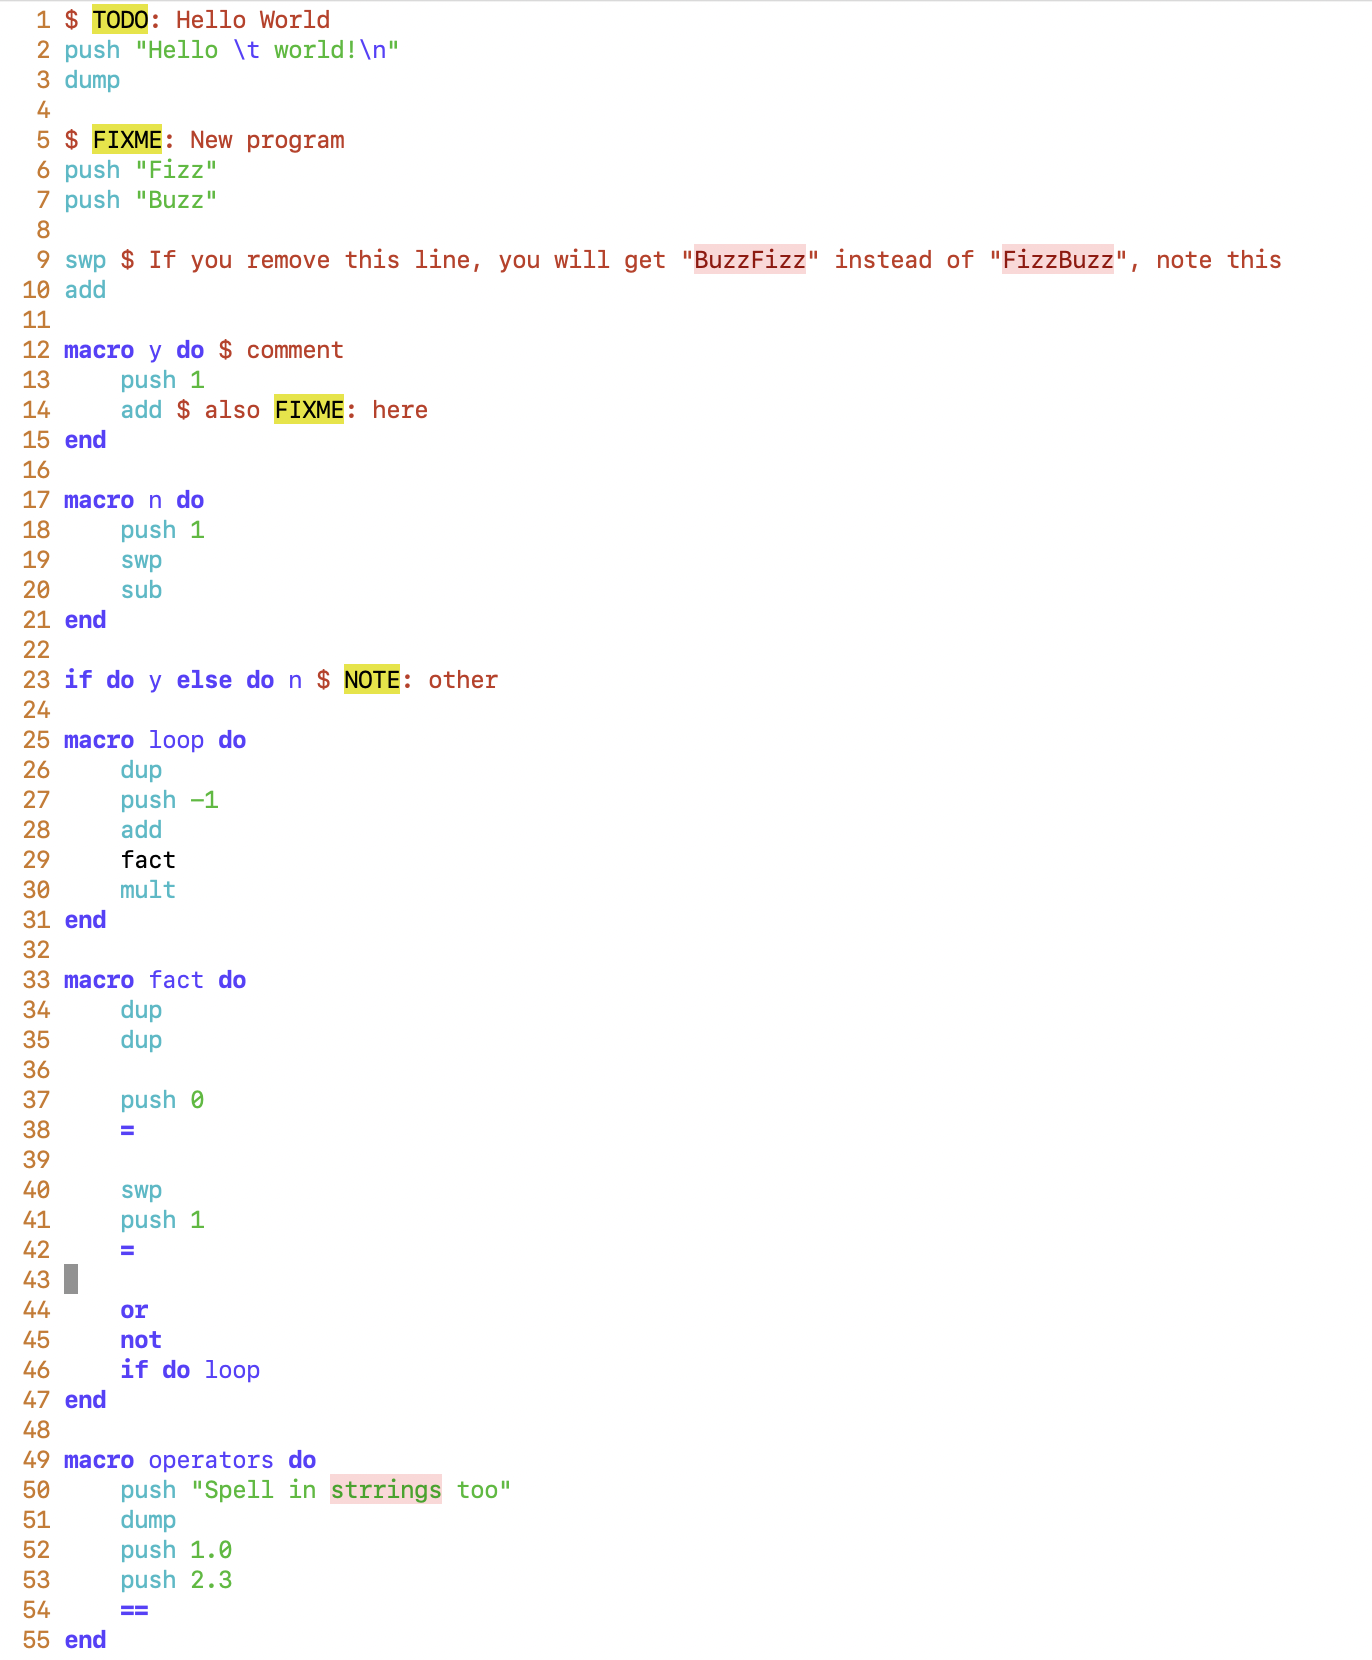 1 $ TODO: Hello World
2 push "Hello \t world!\n"
3 dump
4
5 $ FIXME: New program
6 push "Fizz"
7 push "Buzz"
8
9 swp $ If you remove this line, you will get "BuzzFizz" instead of "FizzBuzz", note this
10 add
11
12 macro y do $ comment
13     push 1
14     add $ also FIXME: here
15 end
16
17 macro n do
18     push 1
19     swp
20     sub
21 end
22
23 if do y else do n $ NOTE: other
24
25 macro loop do
26     dup
27     push -1
28     add
29     fact
30     mult
31 end
32
33 macro fact do
34     dup
35     dup
36
37     push 0
38     =
39
40     swp
41     push 1
42     =
43
44     or
45     not
46     if do loop
47 end
48
49 macro operators do
50     push "Spell in strrings too"
51     dump
52     push 1.0
53     push 2.3
54     ==
55 end